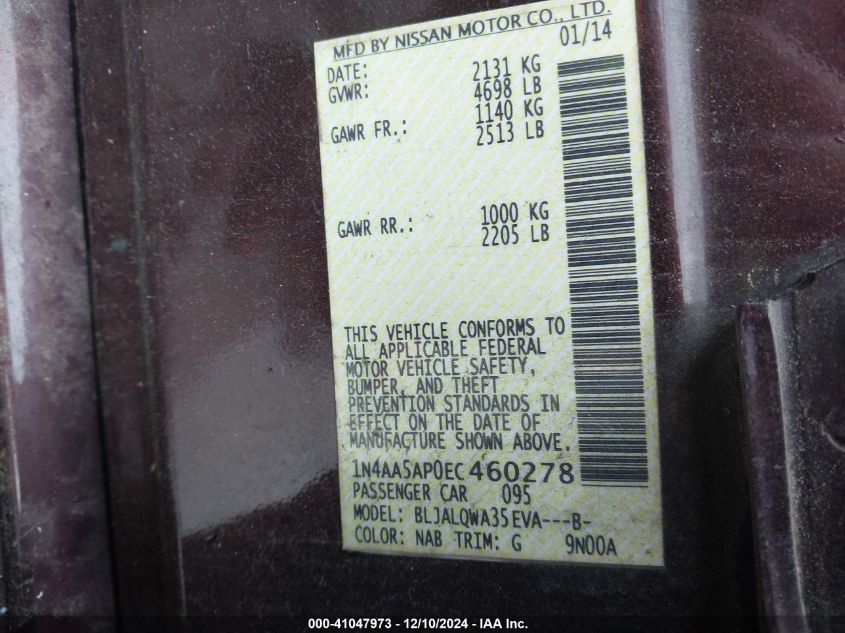 MFD BY NISSAN MOTOR CO., LTD.
DATE: 01/14
GVWR: 2131 KG
4698 LB
GAWR FR.: 1140 KG
2513 LB
GAWR RR.: 1000 KG
2205 LB
THIS VEHICLE CONFORMS TO
ALL APPLICABLE FEDERAL
MOTOR VEHICLE SAFETY,
BUMPER, AND THEFT
PREVENTION STANDARDS IN
EFFECT ON THE DATE OF
MANUFACTURE SHOWN ABOVE.
1N4AA5AP0EC460278
PASSENGER CAR 095
MODEL: BLJALQWA35EVA---B-
COLOR: NAB TRIM: G 9N00A
000-41047973 - 12/10/2024 - IAA Inc.